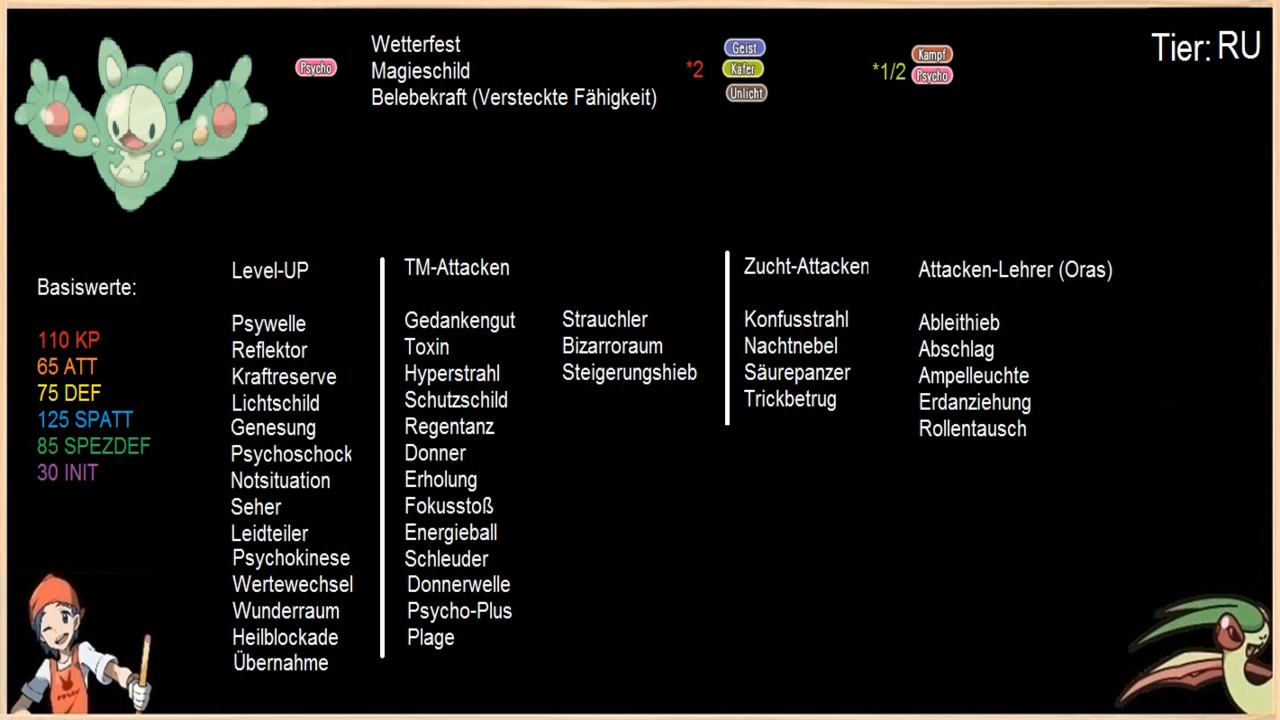 Wetterfest
Magieschild
Belebekraft (Versteckte Fähigkeit)
Psycho
*2
Geist
Käfer
Unlicht
*1/2
Kampf
Psycho
Tier: RU
Basiswerte:
110 KP
65 ATT
75 DEF
125 SPATT
85 SPEZDEF
30 INIT
Level-UP
Psywelle
Reflektor
Kraftreserve
Lichtschild
Genesung
Psychoschock
Notsituation
Seher
Leidteiler
Psychokinese
Wertewechsel
Wunderraum
Heilblockade
Übernahme
TM-Attacken
Gedankengut
Toxin
Hyperstrahl
Schutzschild
Regentanz
Donner
Erholung
Fokusstoß
Energieball
Schleuder
Donnerwelle
Psycho-Plus
Plage
Strauchler
Bizarroraum
Steigerungshieb
Zucht-Attacken
Konfusstrahl
Nachtnebel
Säurepanzer
Trickbetrug
Attacken-Lehrer (Oras)
Ableithieb
Abschlag
Ampelleuchte
Erdanziehung
Rollentausch